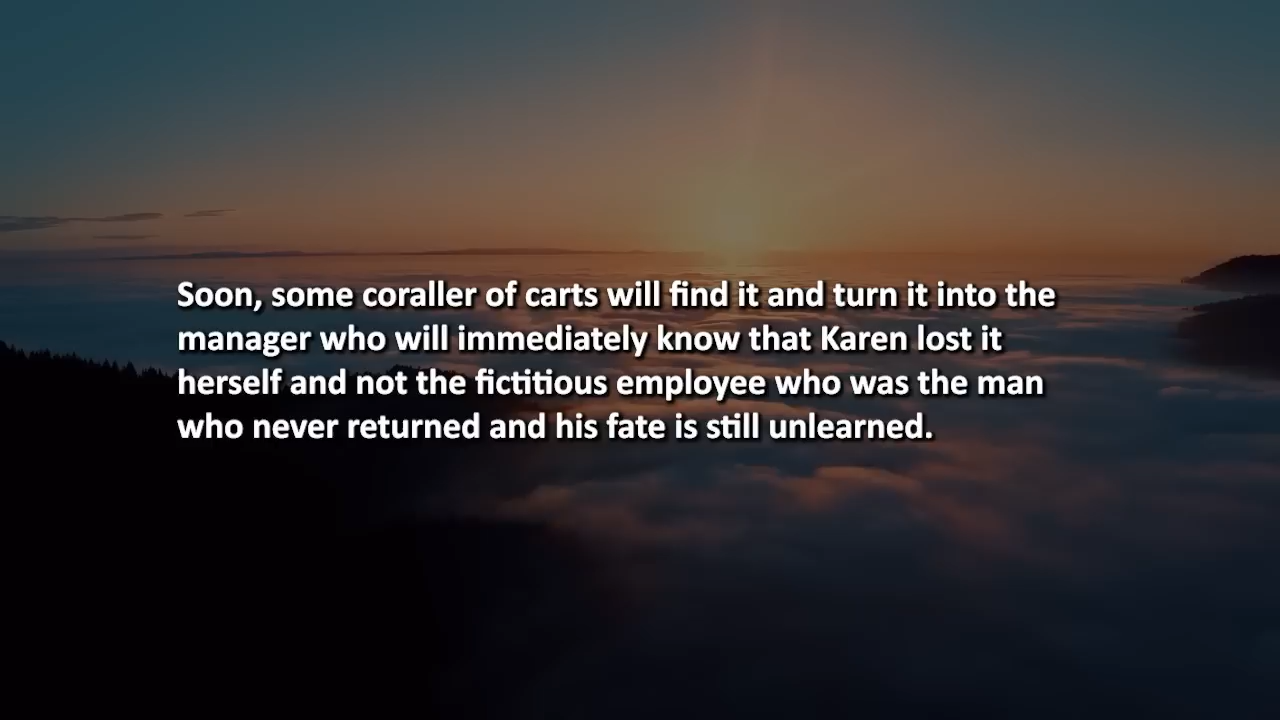 Soon, some coraller of carts will find it and turn it into the
manager who will immediately know that Karen lost it
herself and not the fictitious employee who was the man
who never returned and his fate is still unlearned.